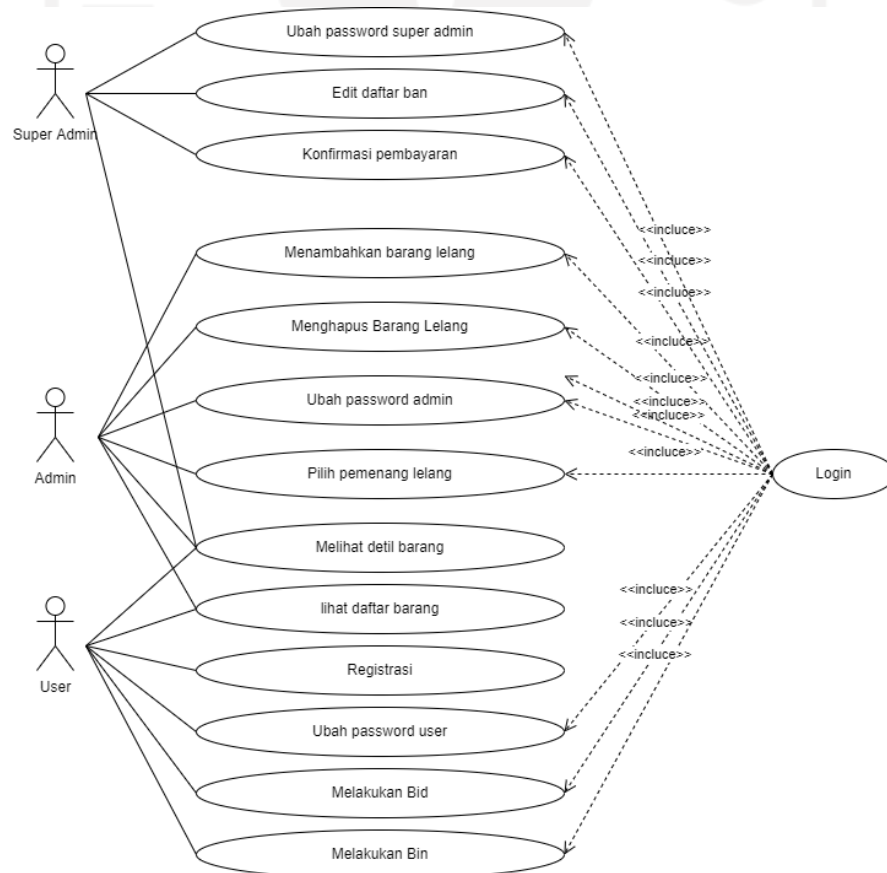 Ubah password super admin
Edit daftar ban
Super Admin
Konfirmasi pembayaran
<<incluce>>
Menambahkan barang lelang
<<incluce>>
<<incluce>>
Menghapus Barang Lelang
<<incluce>>
<<incluce>>
Ubah password admin
<<incluce>>
<<incluce>>
<<incluce>>
Admin
Pilih pemenang lelang
Login
Melihat detil barang
<<incluce>>
lihat daftar barang
<<incluce>>
<<incluce>>
Registrasi
User
Ubah password user
Melakukan Bid
Melakukan Bin